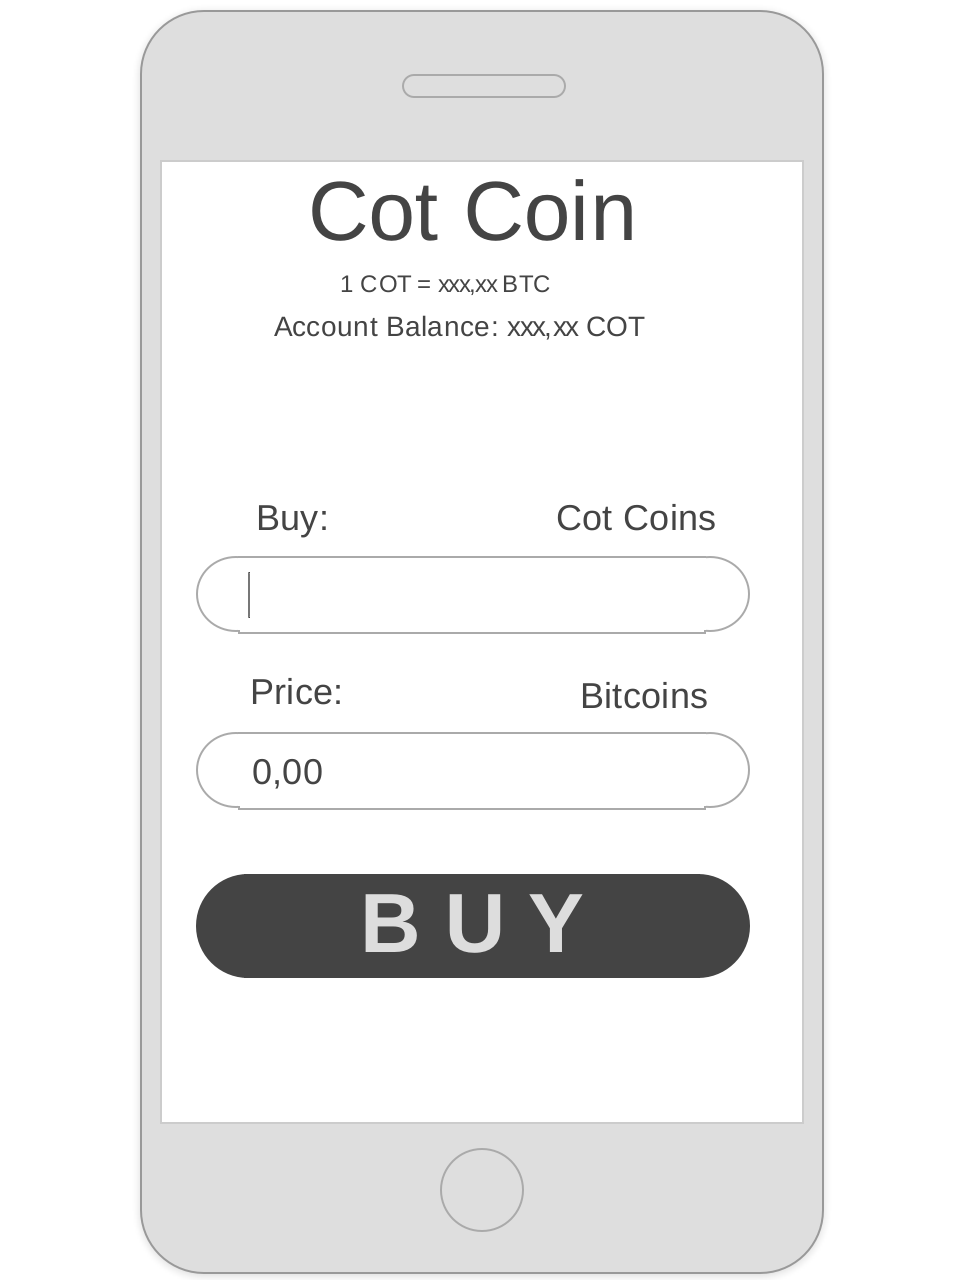 Cot Coin
1 COT = xxx,xx BTC
Account Balance: xxx,xx COT
Buy: Cot Coins
Price: Bitcoins
0,00
BUY